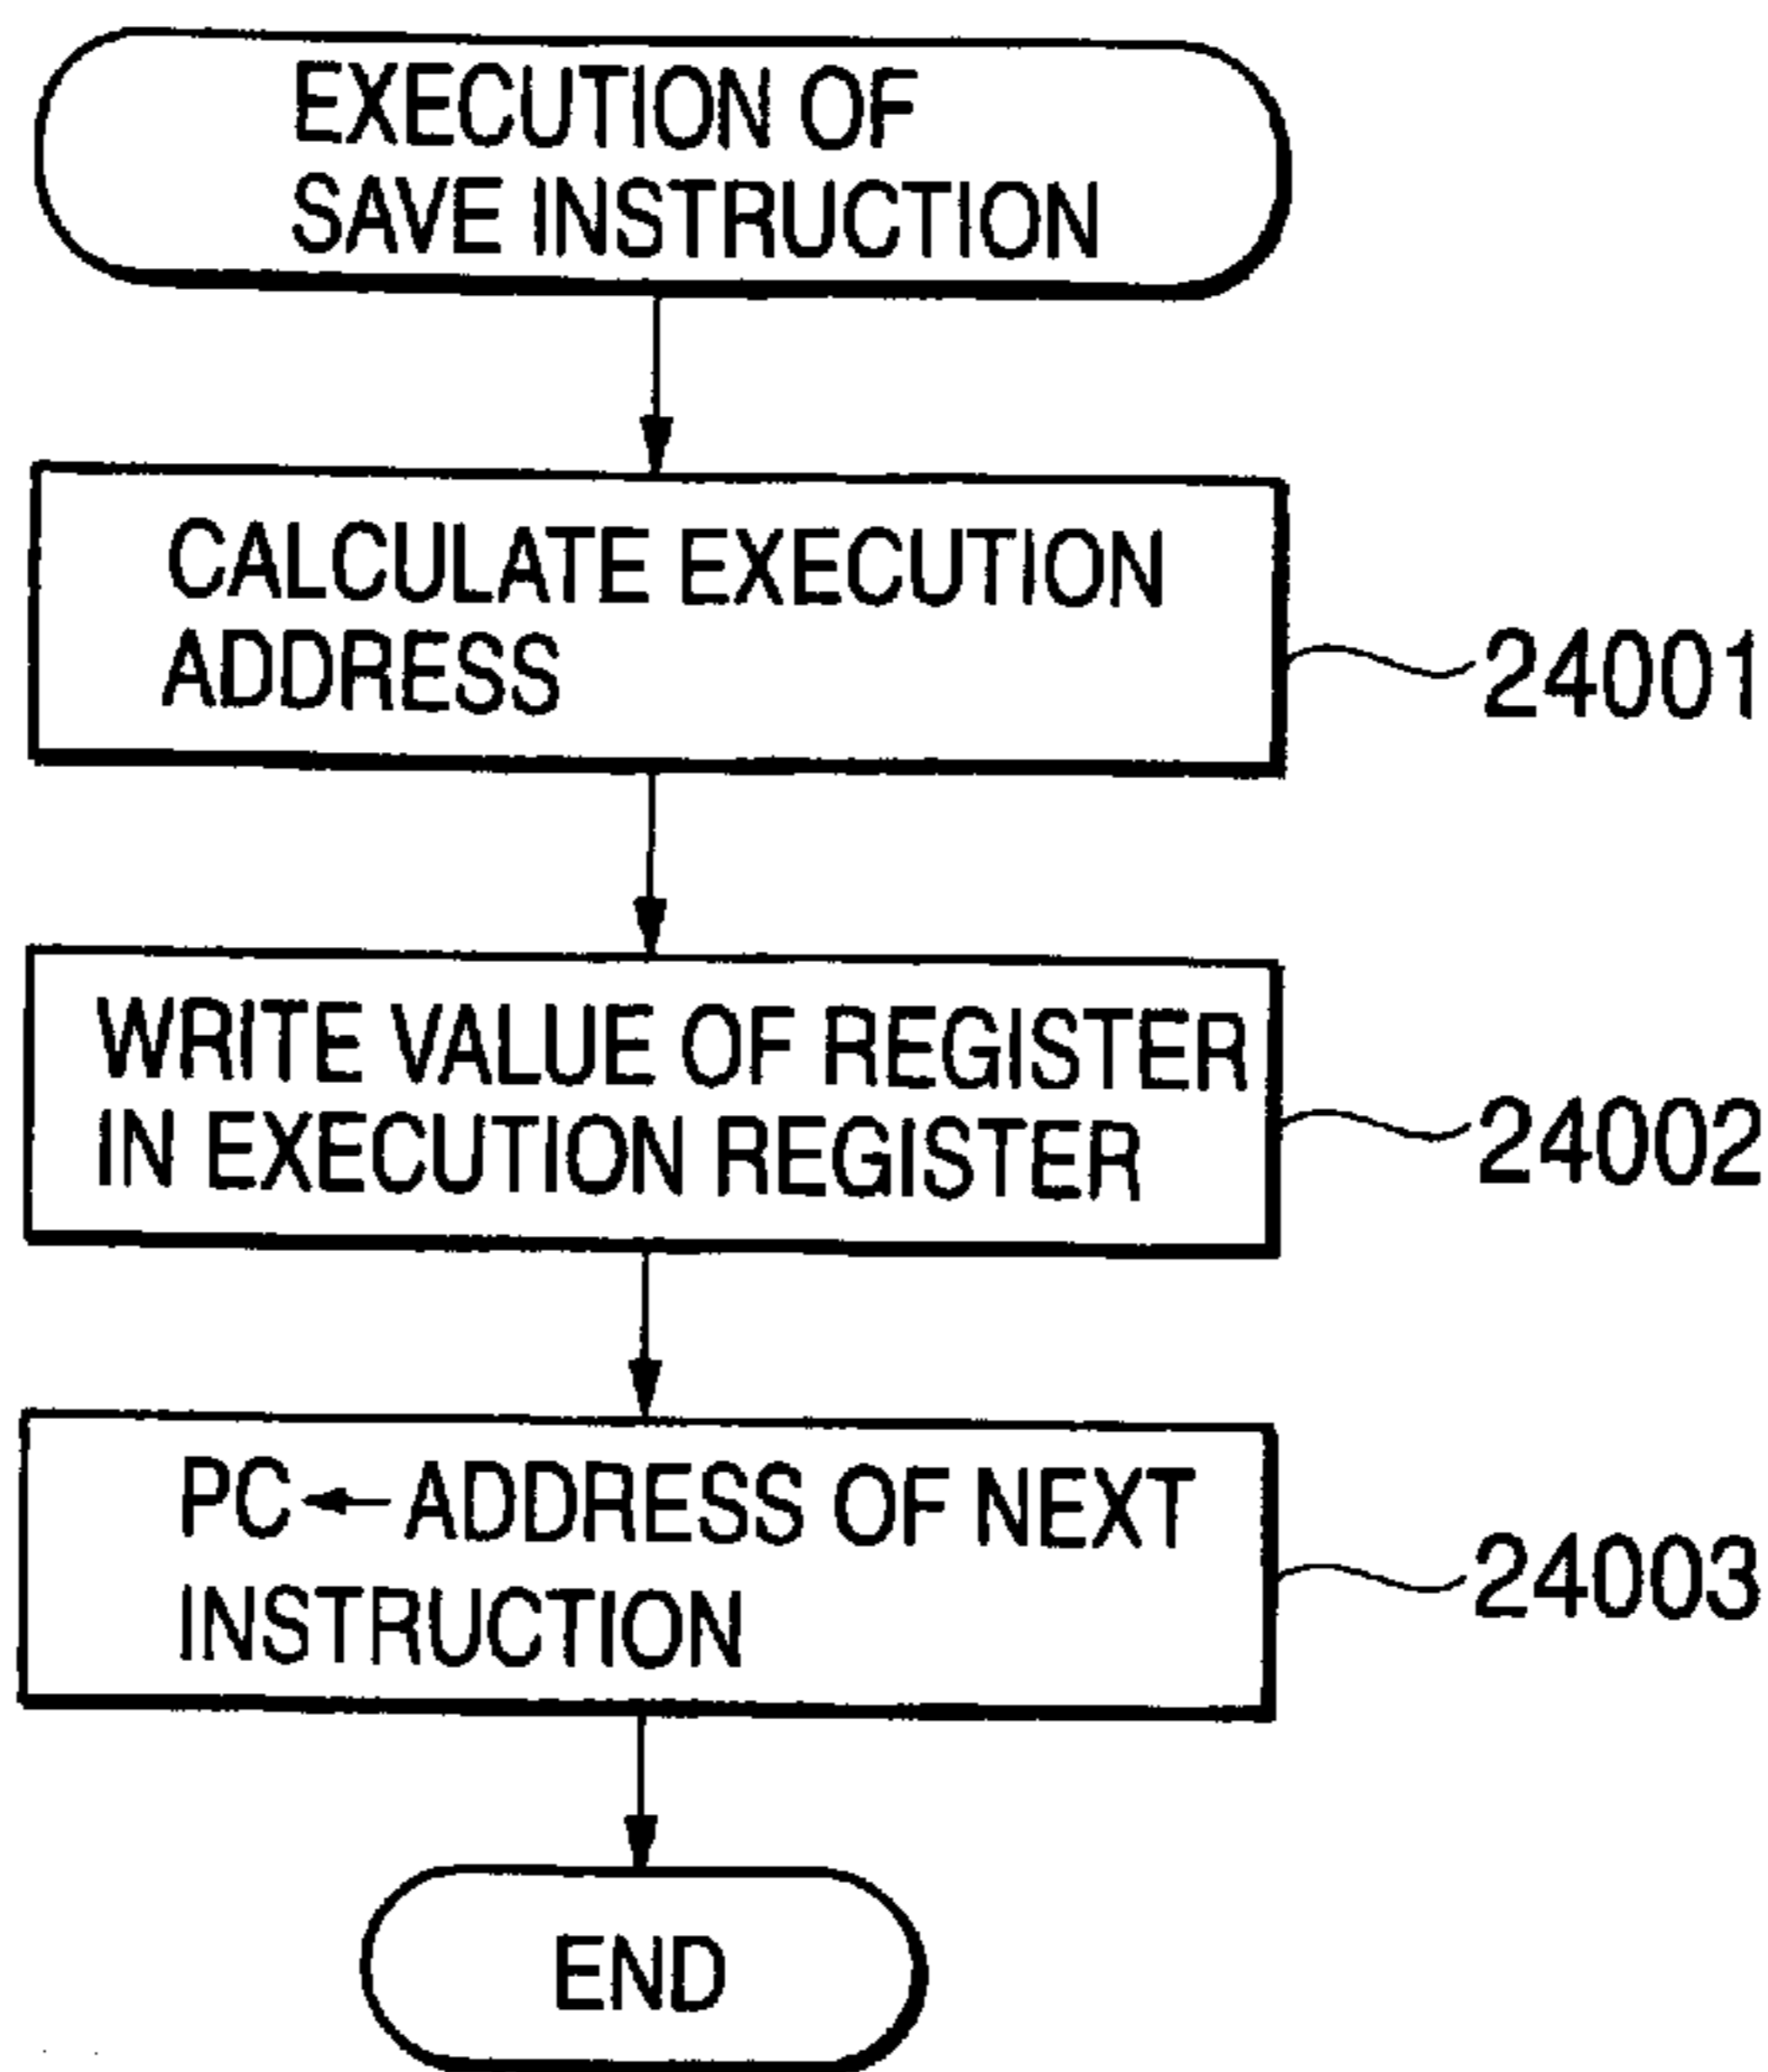 EXECUTION OF
SAVE INSTRUCTION
CALCULATE EXECUTION
ADDRESS
24001
WRITE VALUE OF REGISTER
IN EXECUTION REGISTER
24002
PC←ADDRESS OF NEXT
INSTRUCTION
24003
END